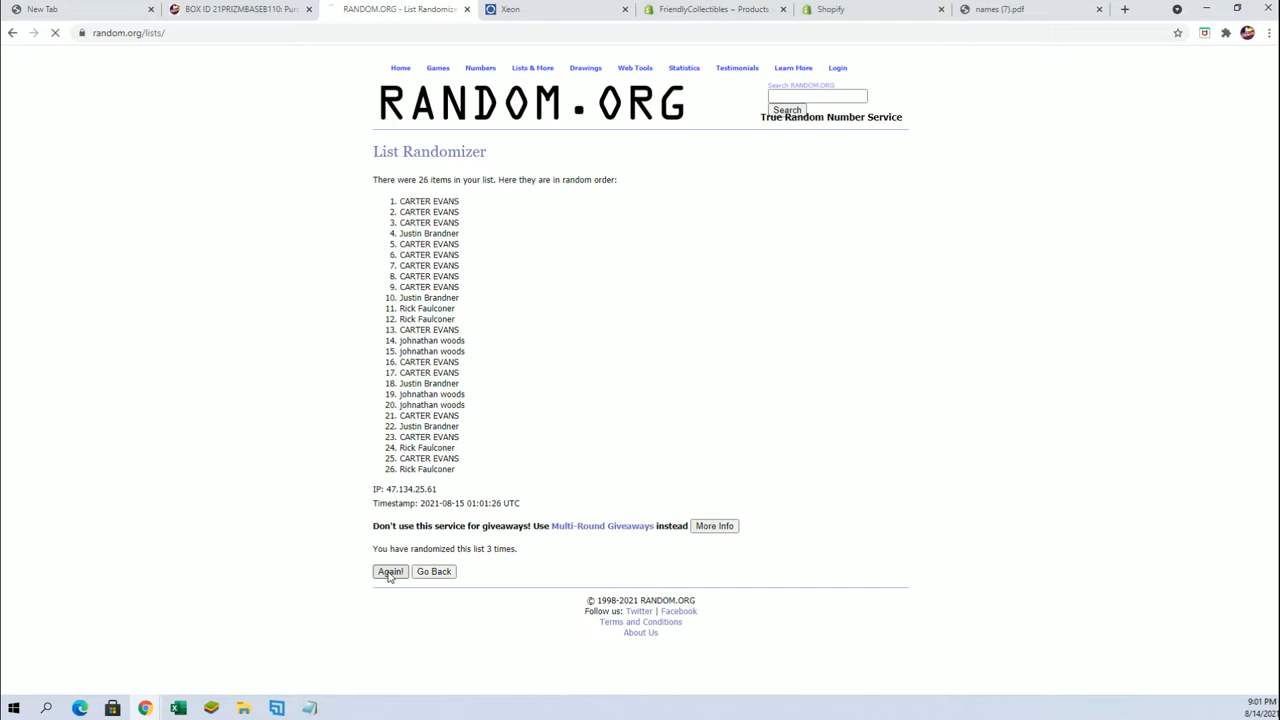 New Tab
BOX ID 21PRIZMBASEB110: Pur
RANDOM.ORG - List Randomize
Xeon
FriendlyCollectibles ~ Products
Shopify
names (7).pdf
random.org/lists/
Home Games Numbers Lists & More Drawings Web Tools Statistics Testimonials Learn More Login
RANDOM.ORG
Search RANDOM.ORG
Search
True Random Number Service
List Randomizer
There were 26 items in your list. Here they are in random order:
1. CARTER EVANS
2. CARTER EVANS
3. CARTER EVANS
4. Justin Brandner
5. CARTER EVANS
6. CARTER EVANS
7. CARTER EVANS
8. CARTER EVANS
9. CARTER EVANS
10. Justin Brandner
11. Rick Faulconer
12. Rick Faulconer
13. CARTER EVANS
14. johnathan woods
15. johnathan woods
16. CARTER EVANS
17. CARTER EVANS
18. Justin Brandner
19. johnathan woods
20. johnathan woods
21. CARTER EVANS
22. Justin Brandner
23. CARTER EVANS
24. Rick Faulconer
25. CARTER EVANS
26. Rick Faulconer
IP: 47.134.25.61
Timestamp: 2021-08-15 01:01:26 UTC
Don't use this service for giveaways! Use Multi-Round Giveaways instead More Info
You have randomized this list 3 times.
Again! Go Back
© 1998-2021 RANDOM.ORG
Follow us: Twitter | Facebook
Terms and Conditions
About Us
9:01 PM
8/14/2021